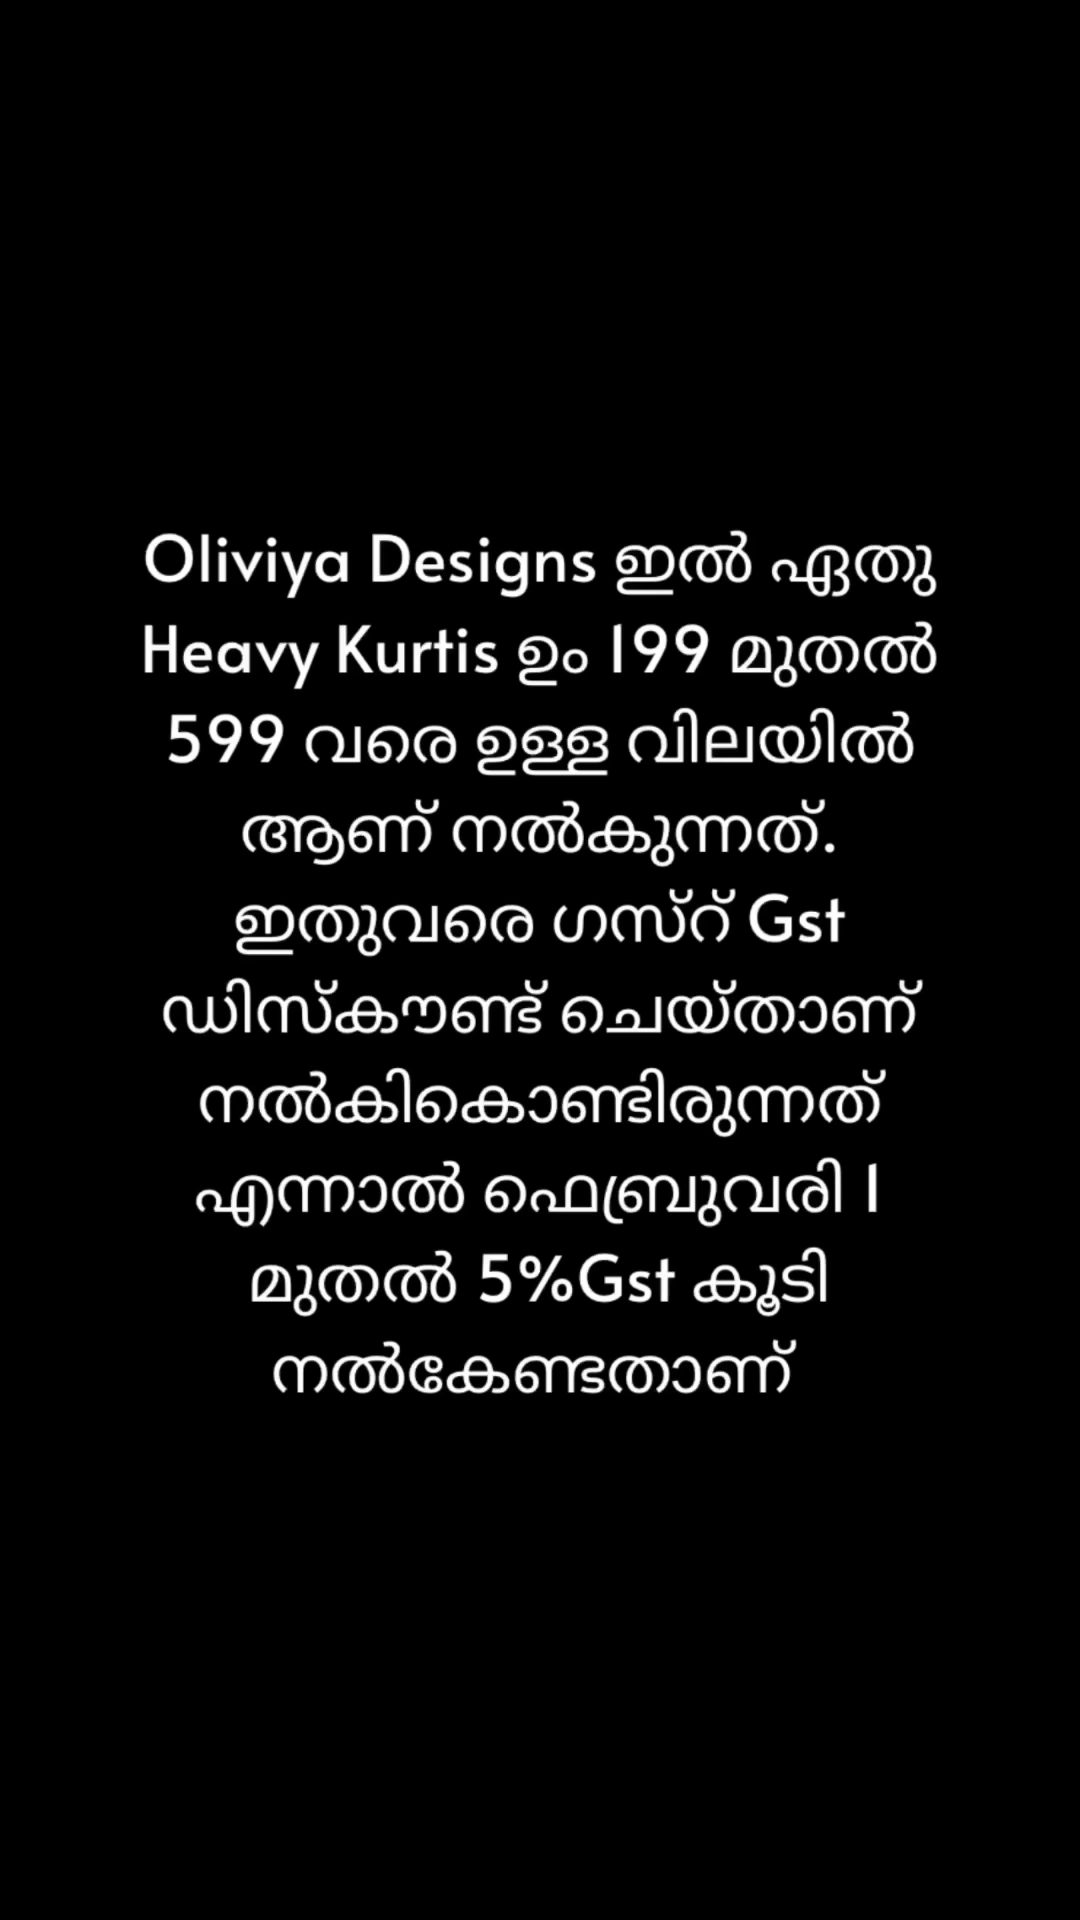 Oliviya Designs ഇൽ ഏതു
Heavy Kurtis ഉം 199 മുതൽ
599 വരെ ഉള്ള വിലയിൽ
ആണ് നൽകുന്നത്.
ഇതുവരെ ഗസ്റ് Gst
ഡിസ്കൗണ്ട് ചെയ്താണ്
നൽകികൊണ്ടിരുന്നത്
എന്നാൽ ഫെബ്രുവരി 1
മുതൽ 5%Gst കൂടി
നൽകേണ്ടതാണ്